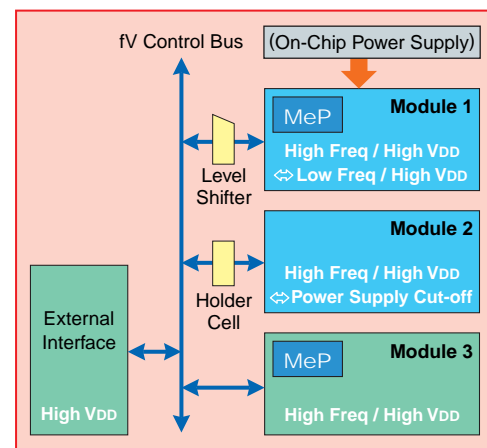 fV Control Bus
(On-Chip Power Supply)
MeP
Module 1
High Freq / High VDD
⇔ Low Freq / High VDD
Level
Shifter
Module 2
High Freq / High VDD
⇔Power Supply Cut-off
Holder
Cell
External
Interface
High VDD
MeP
Module 3
High Freq / High VDD